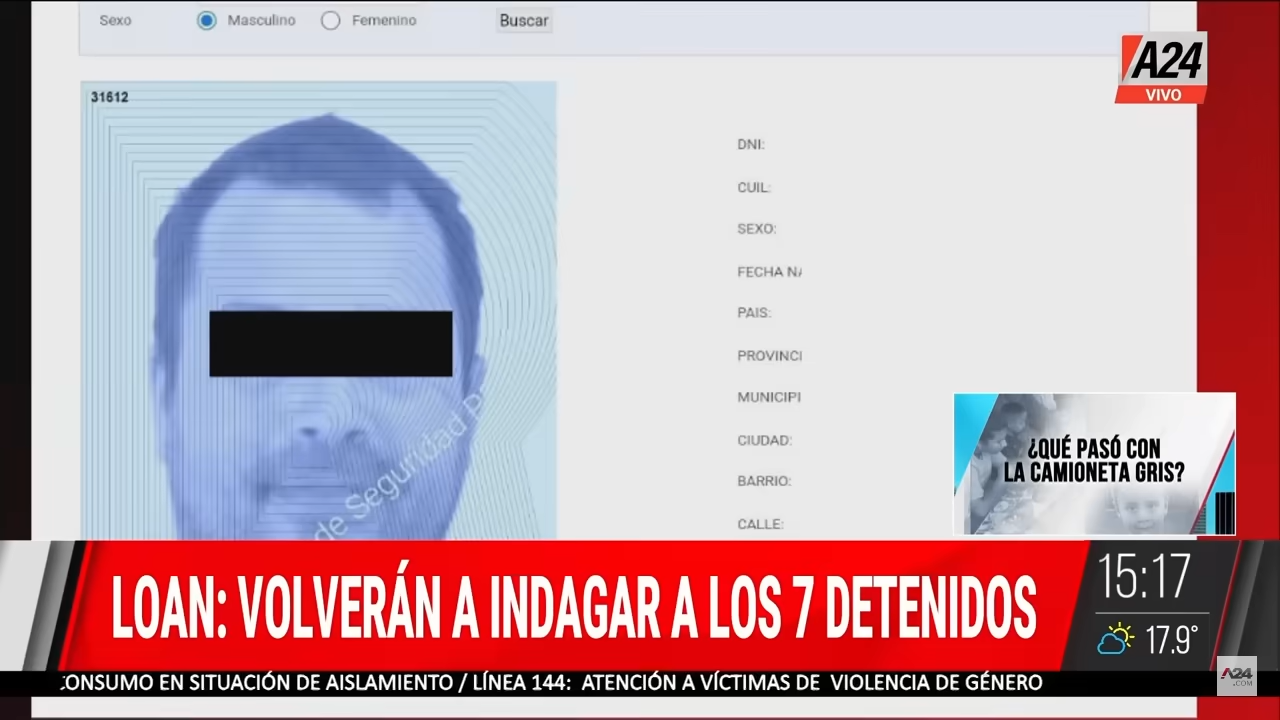 Sexo Masculino Femenino Buscar
A24
VIVO
31612
DNI:
CUIL:
SEXO:
FECHA NA
PAIS:
PROVINCI
MUNICIPI
CIUDAD:
BARRIO:
CALLE:
de Seguridad
¿QUÉ PASÓ CON
LA CAMIONETA GRIS?
LOAN: VOLVERÁN A INDAGAR A LOS 7 DETENIDOS
15:17
17.9°
CONSUMO EN SITUACIÓN DE AISLAMIENTO / LÍNEA 144: ATENCIÓN A VÍCTIMAS DE VIOLENCIA DE GÉNERO
A24
.COM